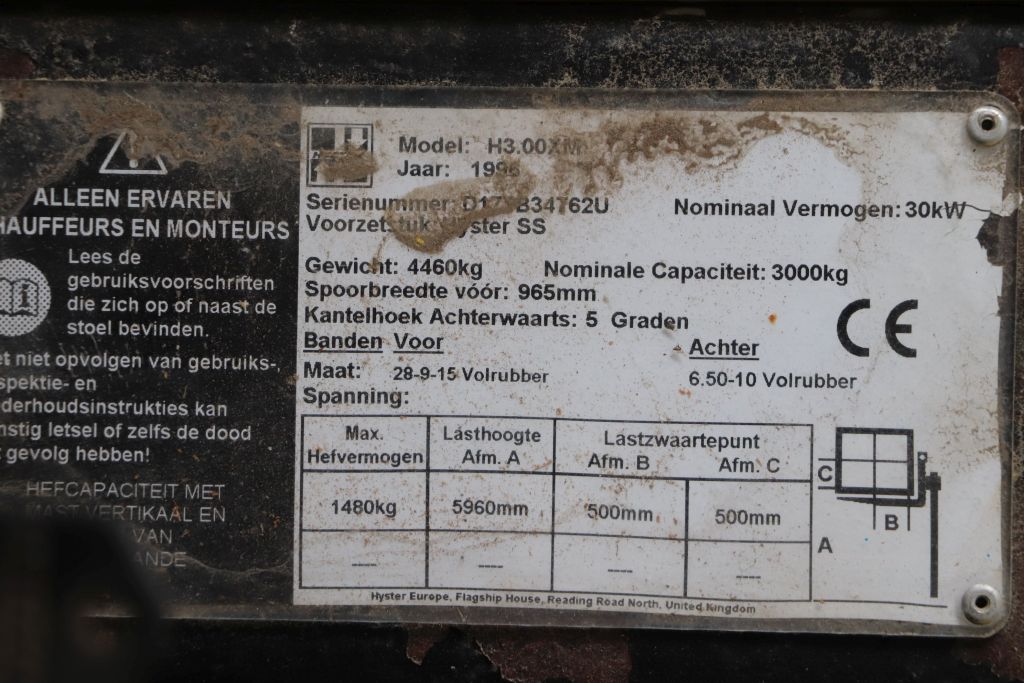 ALLEEN ERVAREN
HAUFFEURS EN MONTEURS
Lees de
gebruiksvoorschriften
die zich op of naast de
stoel bevinden.
et niet opvolgen van gebruiks-,
spektie- en
derhoudsinstrukties kan
nstig letsel of zelfs de dood
t gevolg hebben!
HEFCAPACITEIT MET
MAST VERTIKAAL EN
VAN
ANDE
Model: H3.00XM
Jaar: 199
Serienummer: B34762U
Nominaal Vermogen: 30kW
Voorzetstuk: Hyster SS
Gewicht: 4460kg Nominale Capaciteit: 3000kg
Spoorbreedte vóór: 965mm
Kantelhoek Achterwaarts: 5 Graden
CE
Banden Voor Achter
Maat: 28-9-15 Volrubber 6.50-10 Volrubber
Spanning:
Max. Hefvermogen
Lasthoogte Afm. A
Lastzwaartepunt
Afm. B Afm. C
1480kg 5960mm 500mm 500mm
---- ---- ---- ----
C
B
A
Hyster Europe, Flagship House, Reading Road North, United Kingdom